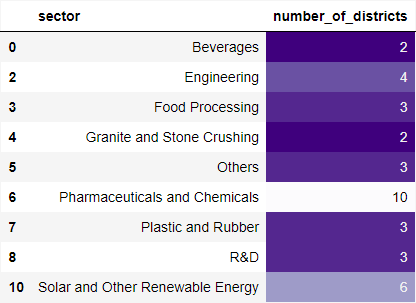 sector number_of_districts
0 Beverages 2
2 Engineering 4
3 Food Processing 3
4 Granite and Stone Crushing 2
5 Others 3
6 Pharmaceuticals and Chemicals 10
7 Plastic and Rubber 3
8 R&D 3
10 Solar and Other Renewable Energy 6